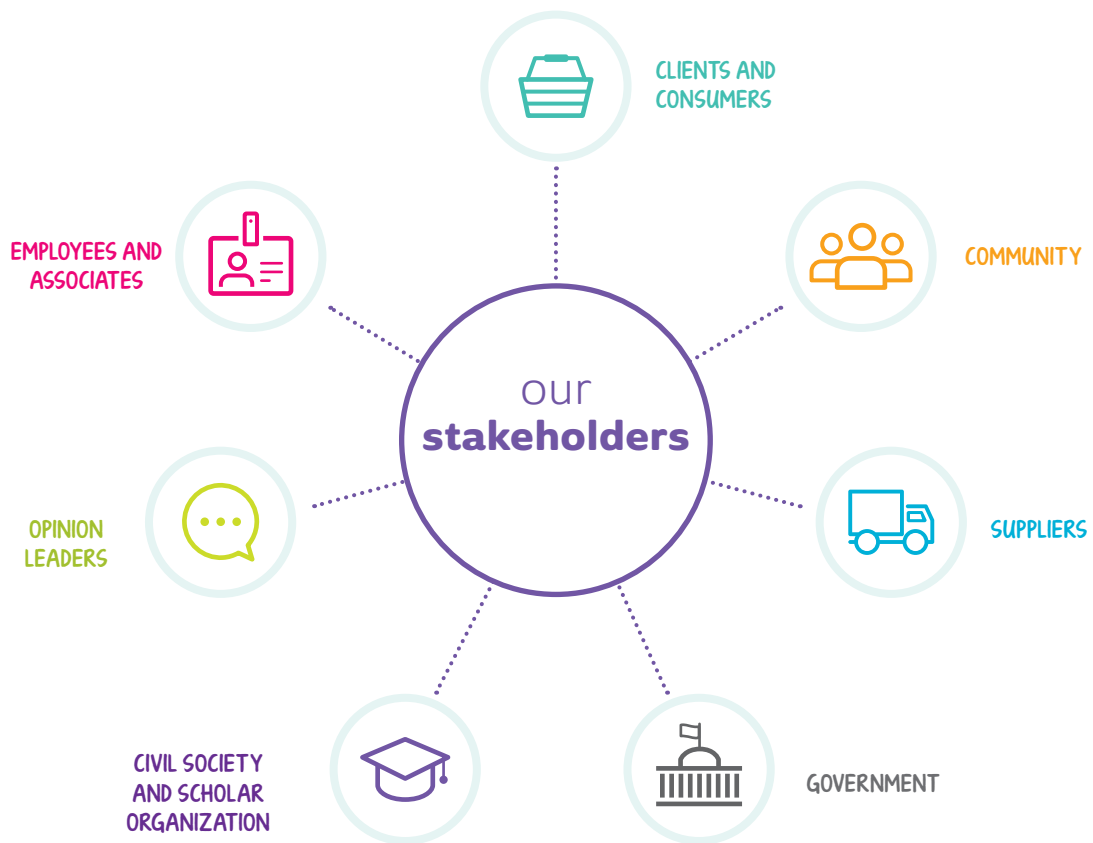 CLIENTS AND
CONSUMERS
EMPLOYEES AND
ASSOCIATES
COMMUNITY
our
stakeholders
OPINION
LEADERS
SUPPLIERS
CIVIL SOCIETY
AND SCHOLAR
ORGANIZATION
GOVERNMENT